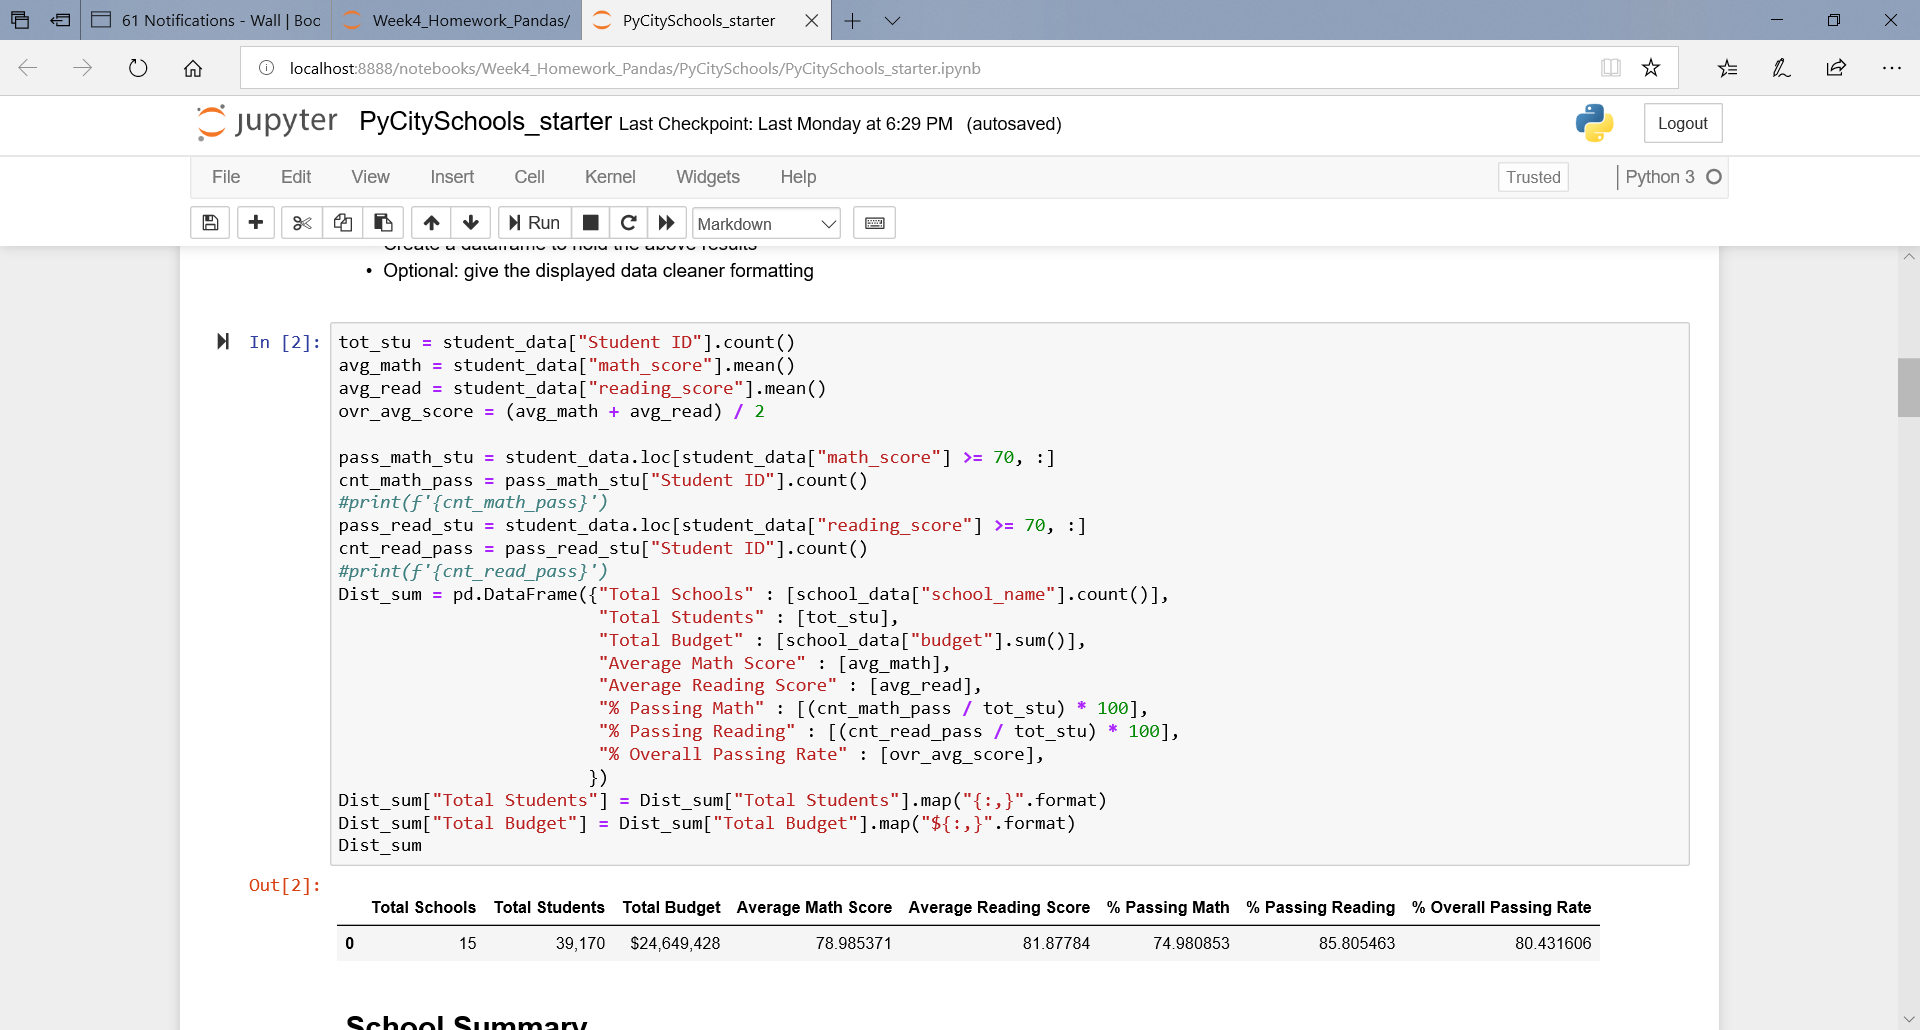 61 Notifications - Wall | Boo
Week4_Homework_Pandas/
PyCitySchools_starter
localhost:8888/notebooks/Week4_Homework_Pandas/PyCitySchools/PyCitySchools_starter.ipynb
jupyter PyCitySchools_starter Last Checkpoint: Last Monday at 6:29 PM (autosaved)
Logout
File Edit View Insert Cell Kernel Widgets Help
Trusted
Python 3
Run
Markdown
Create a dataframe to hold the above results
• Optional: give the displayed data cleaner formatting
In [2]:
tot_stu = student_data["Student ID"].count()
avg_math = student_data["math_score"].mean()
avg_read = student_data["reading_score"].mean()
ovr_avg_score = (avg_math + avg_read) / 2
pass_math_stu = student_data.loc[student_data["math_score"] >= 70, :]
cnt_math_pass = pass_math_stu["Student ID"].count()
#print(f'{cnt_math_pass}')
pass_read_stu = student_data.loc[student_data["reading_score"] >= 70, :]
cnt_read_pass = pass_read_stu["Student ID"].count()
#print(f'{cnt_read_pass}')
Dist_sum = pd.DataFrame({"Total Schools" : [school_data["school_name"].count()],
"Total Students" : [tot_stu],
"Total Budget" : [school_data["budget"].sum()],
"Average Math Score" : [avg_math],
"Average Reading Score" : [avg_read],
"% Passing Math" : [(cnt_math_pass / tot_stu) * 100],
"% Passing Reading" : [(cnt_read_pass / tot_stu) * 100],
"% Overall Passing Rate" : [ovr_avg_score],
})
Dist_sum["Total Students"] = Dist_sum["Total Students"].map("{:,}".format)
Dist_sum["Total Budget"] = Dist_sum["Total Budget"].map("${:,}".format)
Dist_sum
Out[2]:
Total Schools Total Students Total Budget Average Math Score Average Reading Score % Passing Math % Passing Reading % Overall Passing Rate
0 15 39,170 $24,649,428 78.985371 81.87784 74.980853 85.805463 80.431606
School Summary